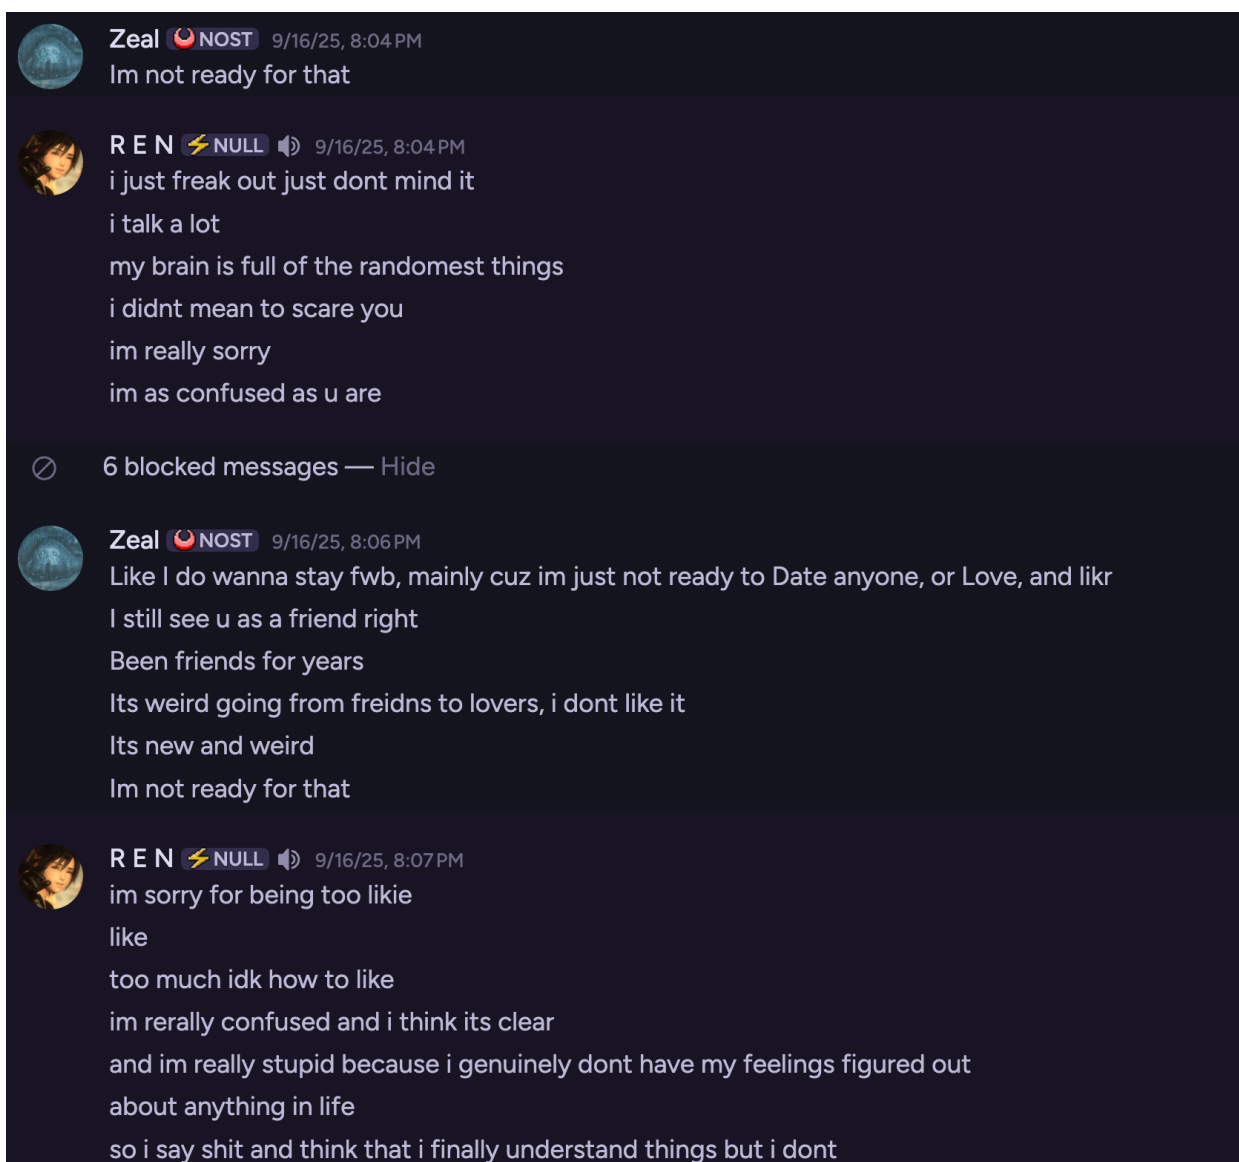 Zeal NOST 9/16/25, 8:04 PM
Im not ready for that
R E N NULL 9/16/25, 8:04 PM
i just freak out just dont mind it
i talk a lot
my brain is full of the randomest things
i didnt mean to scare you
im really sorry
im as confused as u are
6 blocked messages — Hide
Zeal NOST 9/16/25, 8:06 PM
Like I do wanna stay fwb, mainly cuz im just not ready to Date anyone, or Love, and likr
I still see u as a friend right
Been friends for years
Its weird going from freidns to lovers, i dont like it
Its new and weird
Im not ready for that
R E N NULL 9/16/25, 8:07 PM
im sorry for being too likie
like
too much idk how to like
im rerally confused and i think its clear
and im really stupid because i genuinely dont have my feelings figured out
about anything in life
so i say shit and think that i finally understand things but i dont